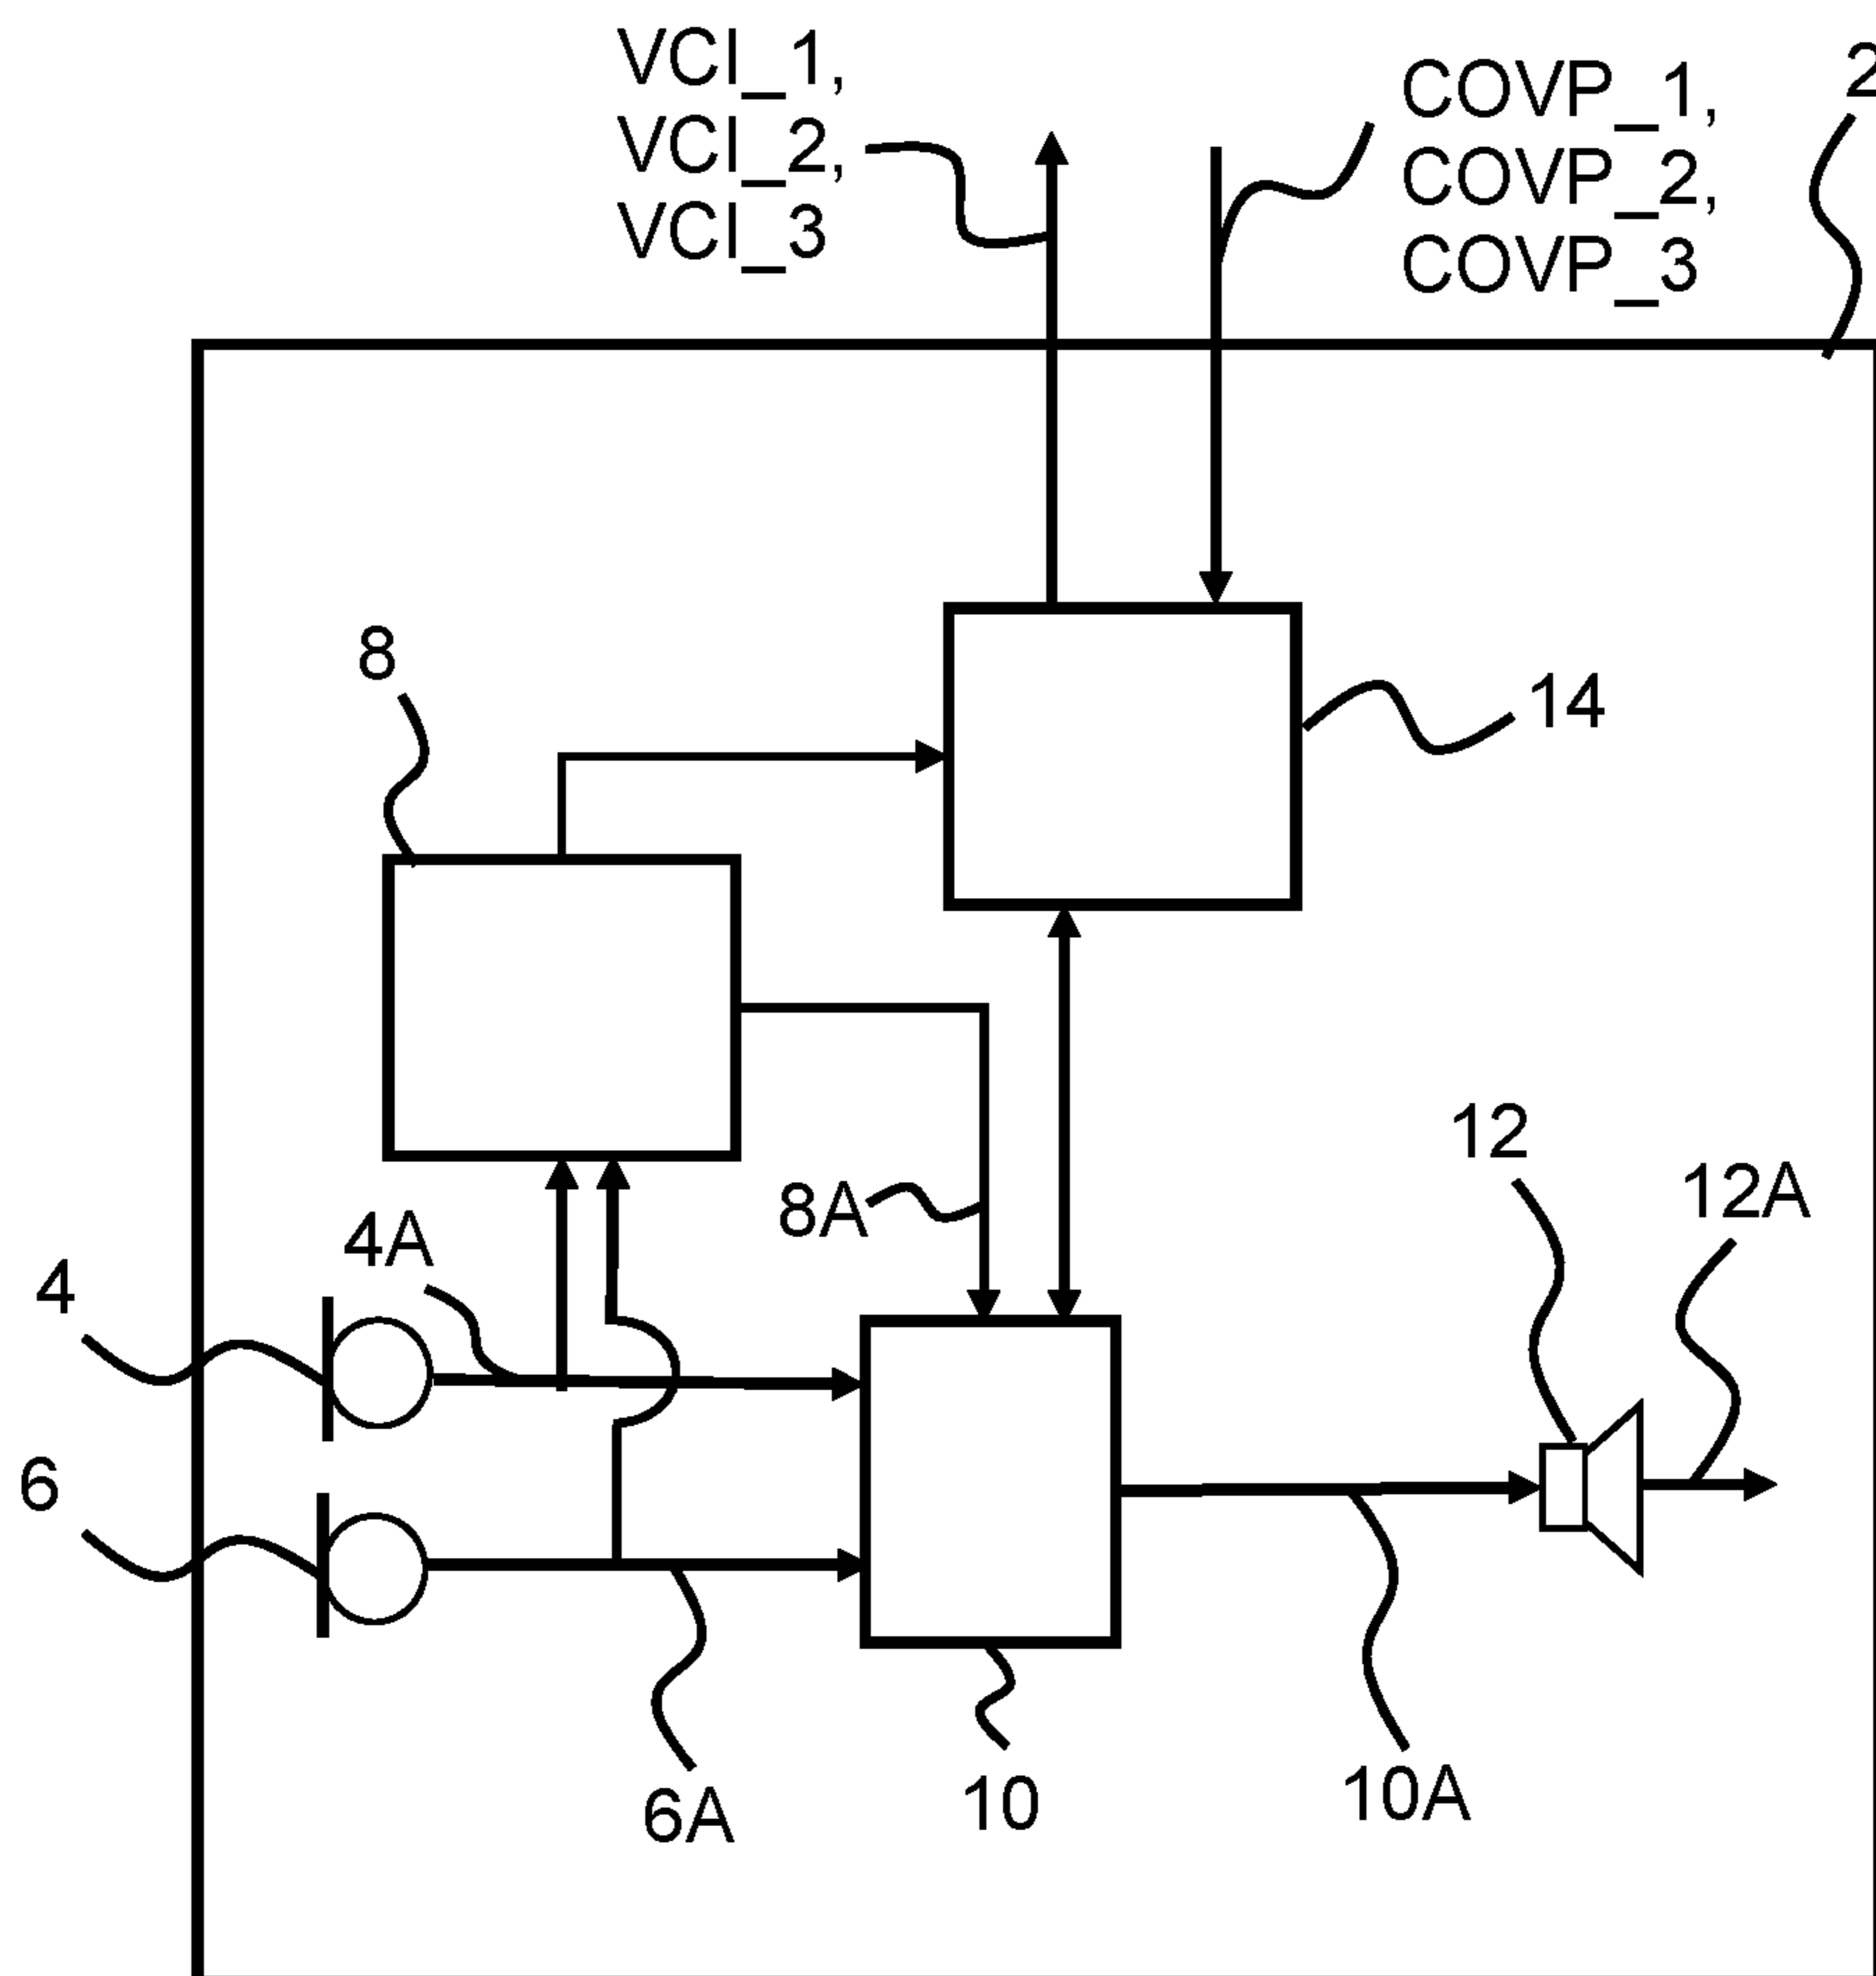 VCI_1,
VCI_2,
VCI_3
COVP_1,
COVP_2,
COVP_3
2
8
14
12
12A
8A
4A
4
6
6A
10
10A